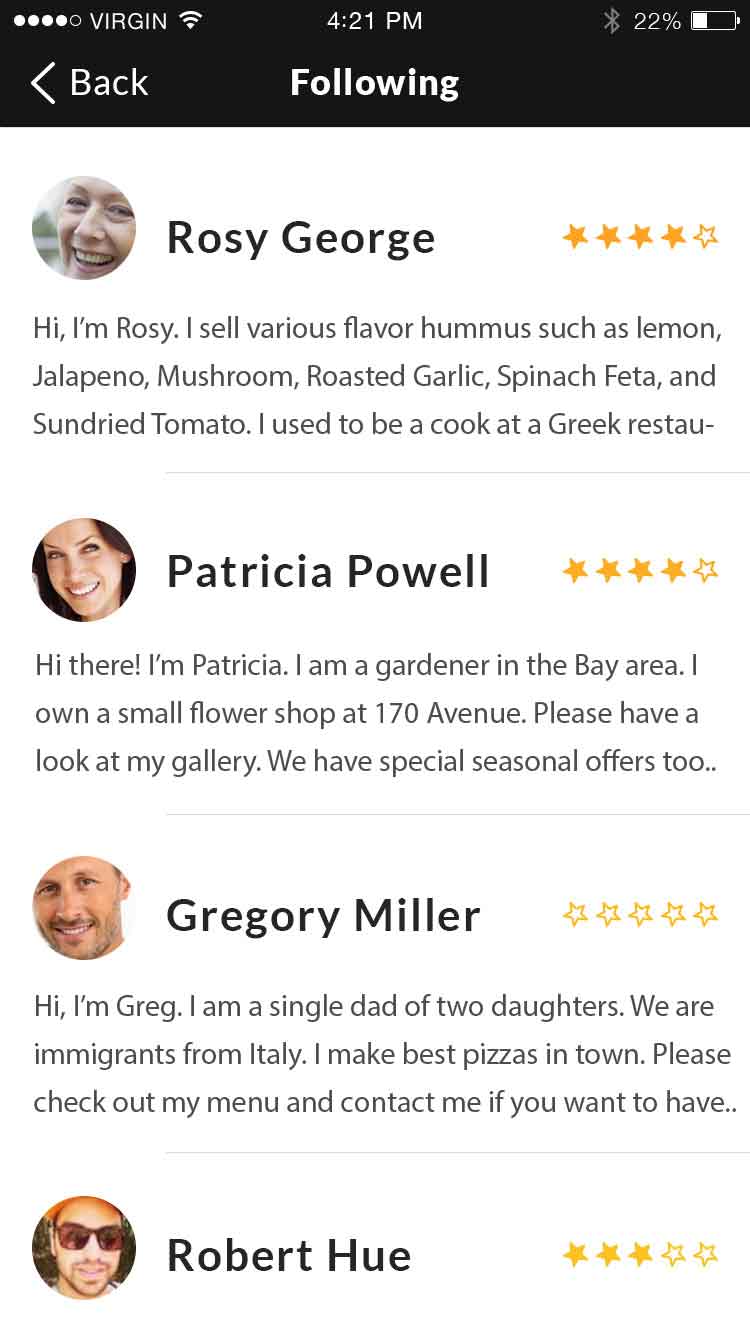 VIRGIN 4:21 PM 22%
Back Following
Rosy George
Hi, I’m Rosy. I sell various flavor hummus such as lemon,
Jalapeno, Mushroom, Roasted Garlic, Spinach Feta, and
Sundried Tomato. I used to be a cook at a Greek restau-
Patricia Powell
Hi there! I’m Patricia. I am a gardener in the Bay area. I
own a small flower shop at 170 Avenue. Please have a
look at my gallery. We have special seasonal offers too..
Gregory Miller
Hi, I’m Greg. I am a single dad of two daughters. We are
immigrants from Italy. I make best pizzas in town. Please
check out my menu and contact me if you want to have..
Robert Hue